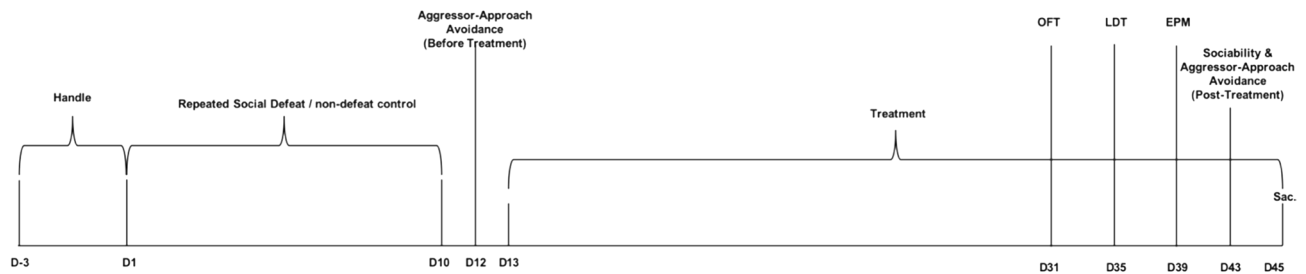 Aggressor-Approach
Avoidance
(Before Treatment)
OFT
LDT
EPM
Sociability &
Aggressor-Approach
Avoidance
(Post-Treatment)
Handle
Repeated Social Defeat / non-defeat control
Treatment
Sac.
D-3
D1
D10
D12
D13
D31
D35
D39
D43
D45